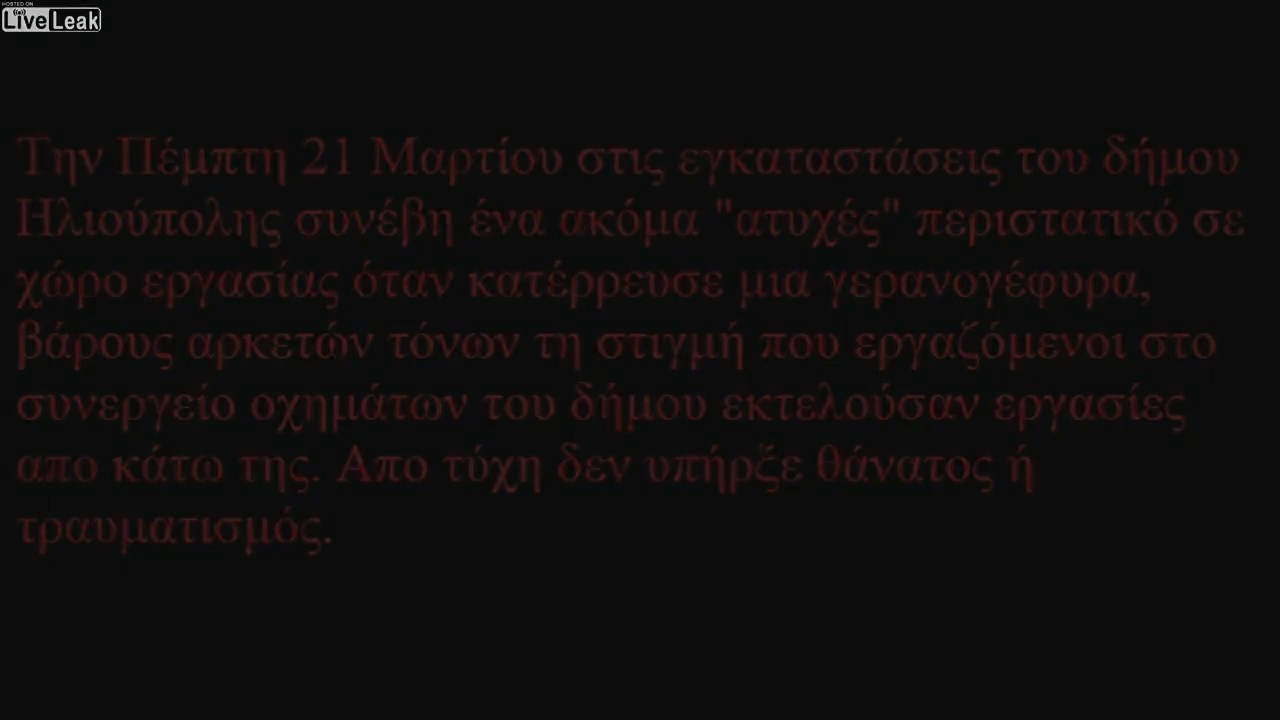 HOSTED ON
LiveLeak
Την Πέμπτη 21 Μαρτίου στις εγκαταστάσεις του δήμου
Ηλιούπολης συνέβη ένα ακόμα "ατυχές" περιστατικό σε
χώρο εργασίας όταν κατέρρευσε μια γερανογέφυρα,
βάρους αρκετών τόνων τη στιγμή που εργαζόμενοι στο
συνεργείο οχημάτων του δήμου εκτελούσαν εργασίες
απο κάτω της. Απο τύχη δεν υπήρξε θάνατος ή
τραυματισμός.